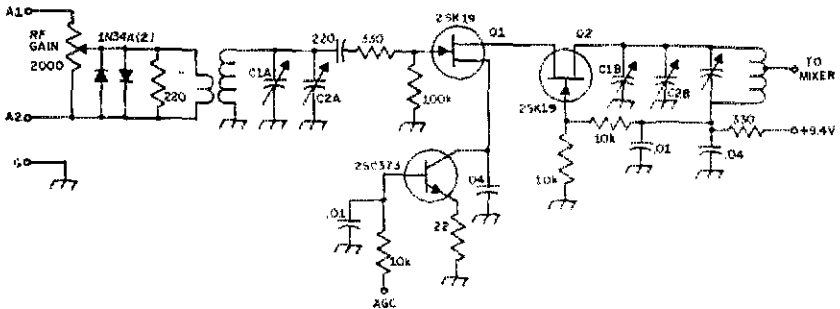 A1
RF
GAIN
2000
1N34A(2)
220
A2
G
C1A
C2A
220
330
100k
2SK19
Q1
Q2
2SK19
C1B
C2B
TO
MIXER
330
+9.4V
10k
.01
.04
10k
2SC373
.04
.01
22
10k
AGC